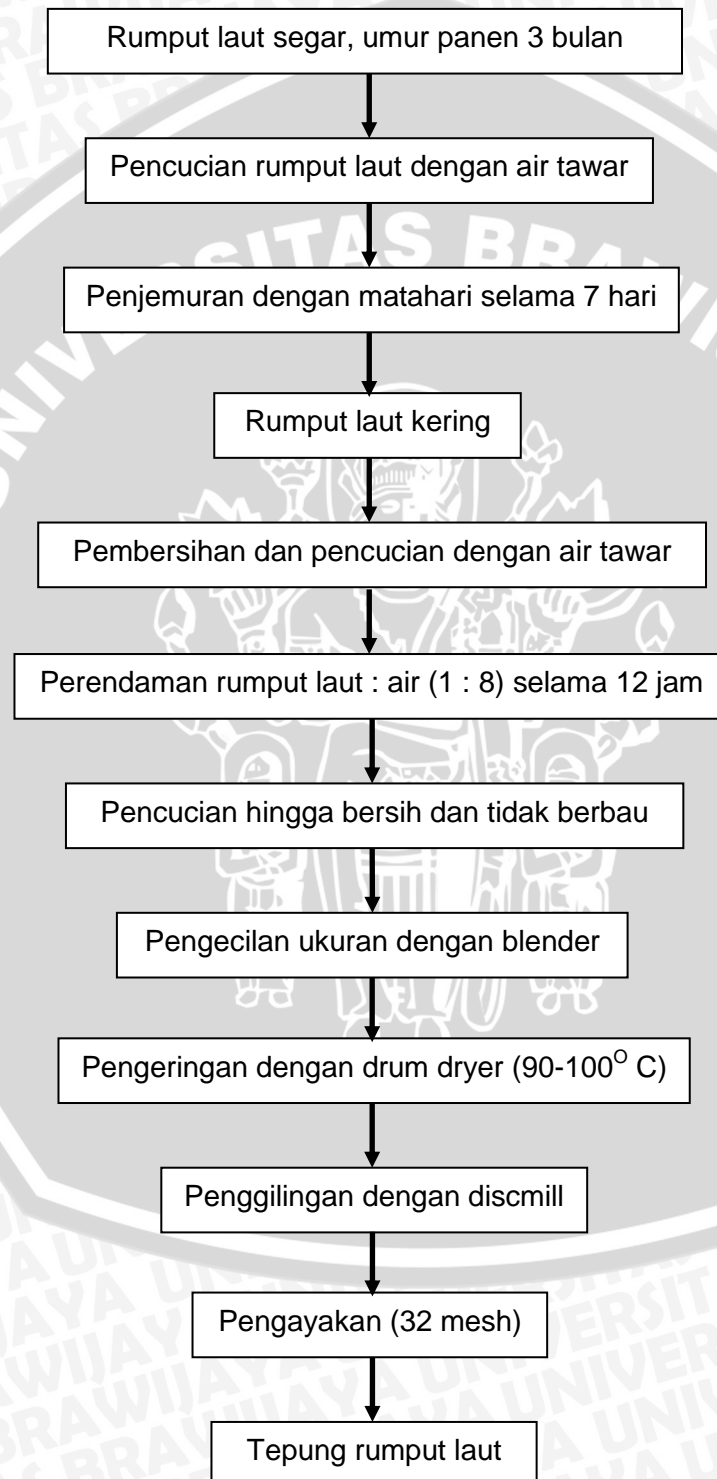 Rumput laut segar, umur panen 3 bulan
Pencucian rumput laut dengan air tawar
Penjemuran dengan matahari selama 7 hari
Rumput laut kering
Pembersihan dan pencucian dengan air tawar
Perendaman rumput laut : air (1 : 8) selama 12 jam
Pencucian hingga bersih dan tidak berbau
Pengecilan ukuran dengan blender
Pengeringan dengan drum dryer (90-100⁰ C)
Penggilingan dengan discmill
Pengayakan (32 mesh)
Tepung rumput laut